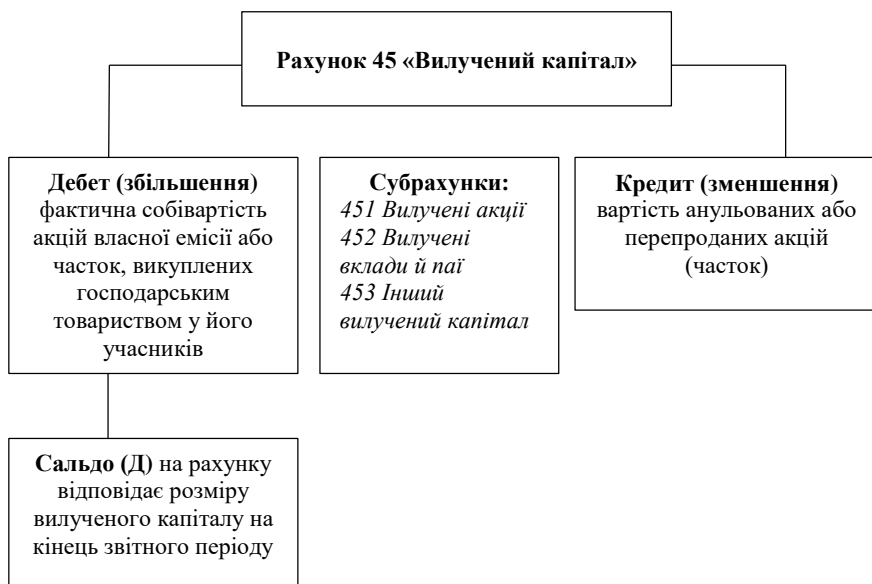 Рахунок 45 «Вилучений капітал»
Дебет (збільшення)
фактична собівартість
акцій власної емісії або
часток, викуплених
господарським
товариством у його
учасників
Субрахунки:
451 Вилучені акції
452 Вилучені
вклади й паї
453 Інший
вилучений капітал
Кредит (зменшення)
вартість анульованих або
перепроданих акцій
(часток)
Сальдо (Д) на рахунку
відповідає розміру
вилученого капіталу на
кінець звітного періоду